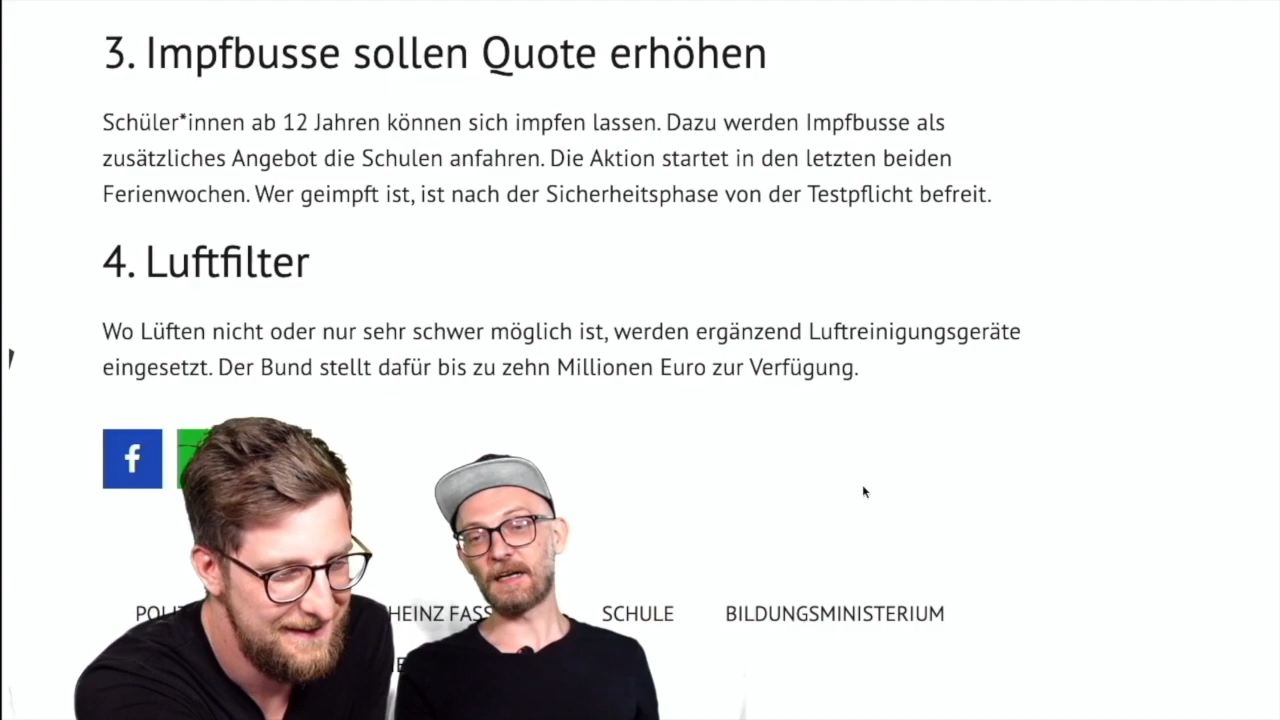 3. Impfbusse sollen Quote erhöhen
Schüler*innen ab 12 Jahren können sich impfen lassen. Dazu werden Impfbusse als
zusätzliches Angebot die Schulen anfahren. Die Aktion startet in den letzten beiden
Ferienwochen. Wer geimpft ist, ist nach der Sicherheitsphase von der Testpflicht befreit.
4. Luftfilter
Wo Lüften nicht oder nur sehr schwer möglich ist, werden ergänzend Luftreinigungsgeräte
eingesetzt. Der Bund stellt dafür bis zu zehn Millionen Euro zur Verfügung.
f
HEINZ SCHULE BILDUNGSMINISTERIUM